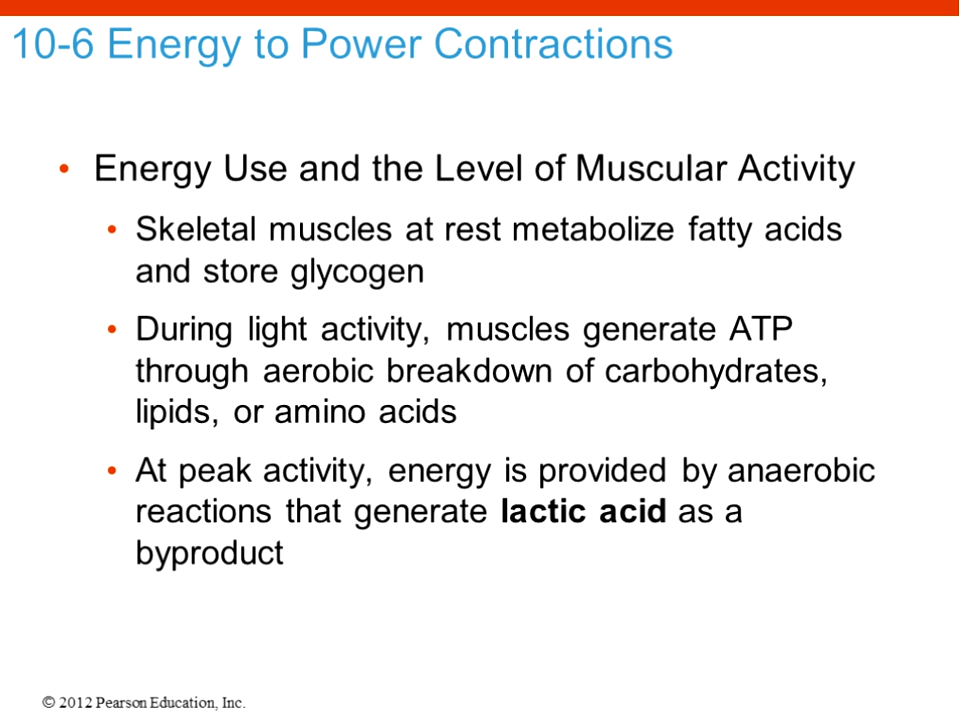 10-6 Energy to Power Contractions
• Energy Use and the Level of Muscular Activity
• Skeletal muscles at rest metabolize fatty acids
and store glycogen
• During light activity, muscles generate ATP
through aerobic breakdown of carbohydrates,
lipids, or amino acids
• At peak activity, energy is provided by anaerobic
reactions that generate lactic acid as a
byproduct
© 2012 Pearson Education, Inc.